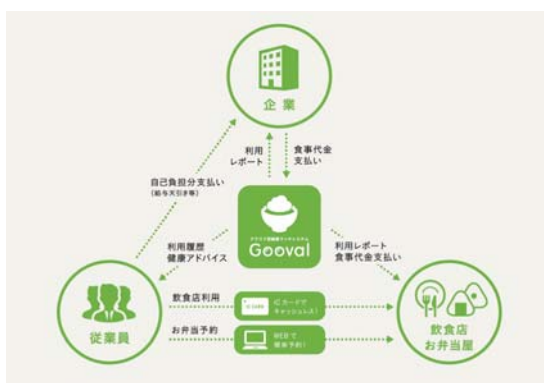 企業
利用
レポート
食事代金
支払い
自己負担分支払い
(給与天引き等)
Gooval
利用履歴
健康アドバイス
利用レポート
食事代金支払い
従業員
飲食店利用
ICカードで
キャッシュレス!
お弁当予約
WEBで
簡単予約!
飲食店
お弁当屋